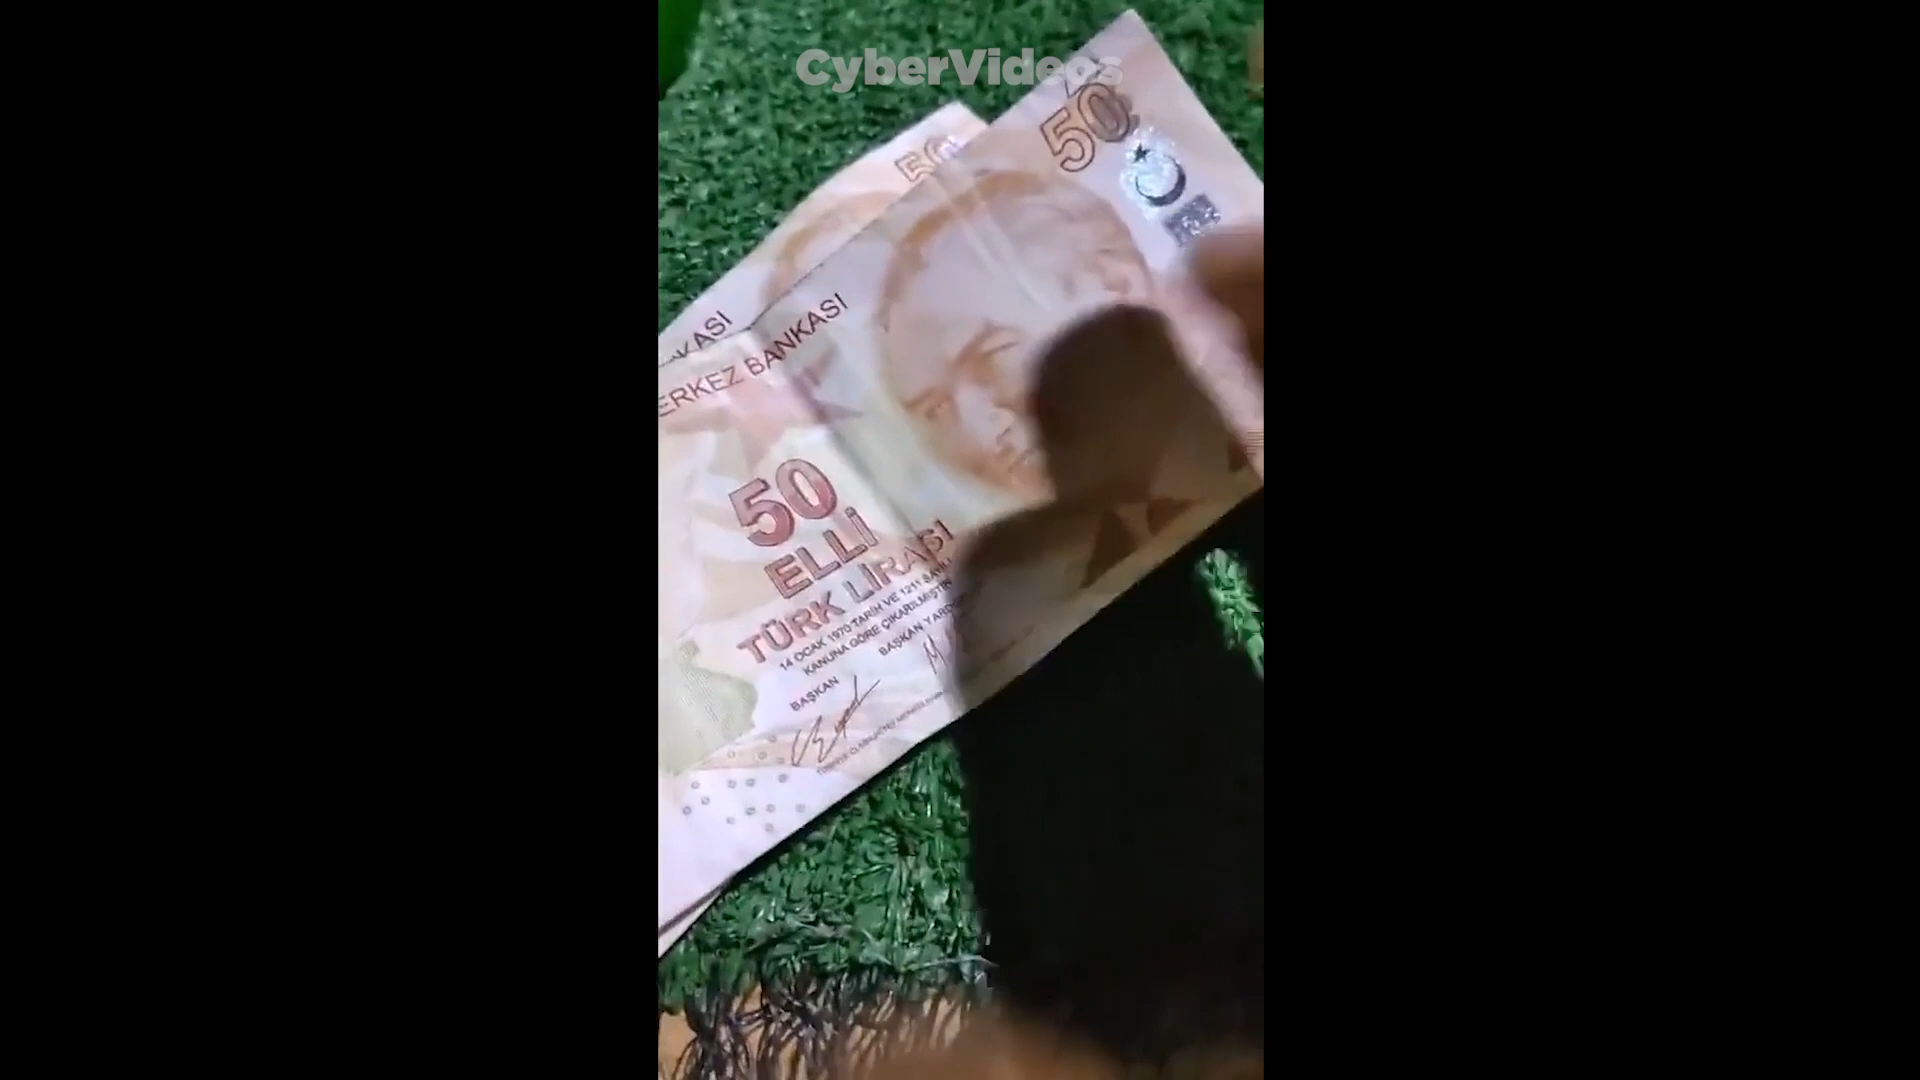 CyberVideos
50
50
KASI
ERKEZ BANKASI
50
ELLİ
TÜRK LİRASI
14 OCAK 1970 TARİH VE 1211 SAYILI
KANUNA GÖRE ÇIKARILMIŞTIR
BAŞKAN
BAŞKAN YARD